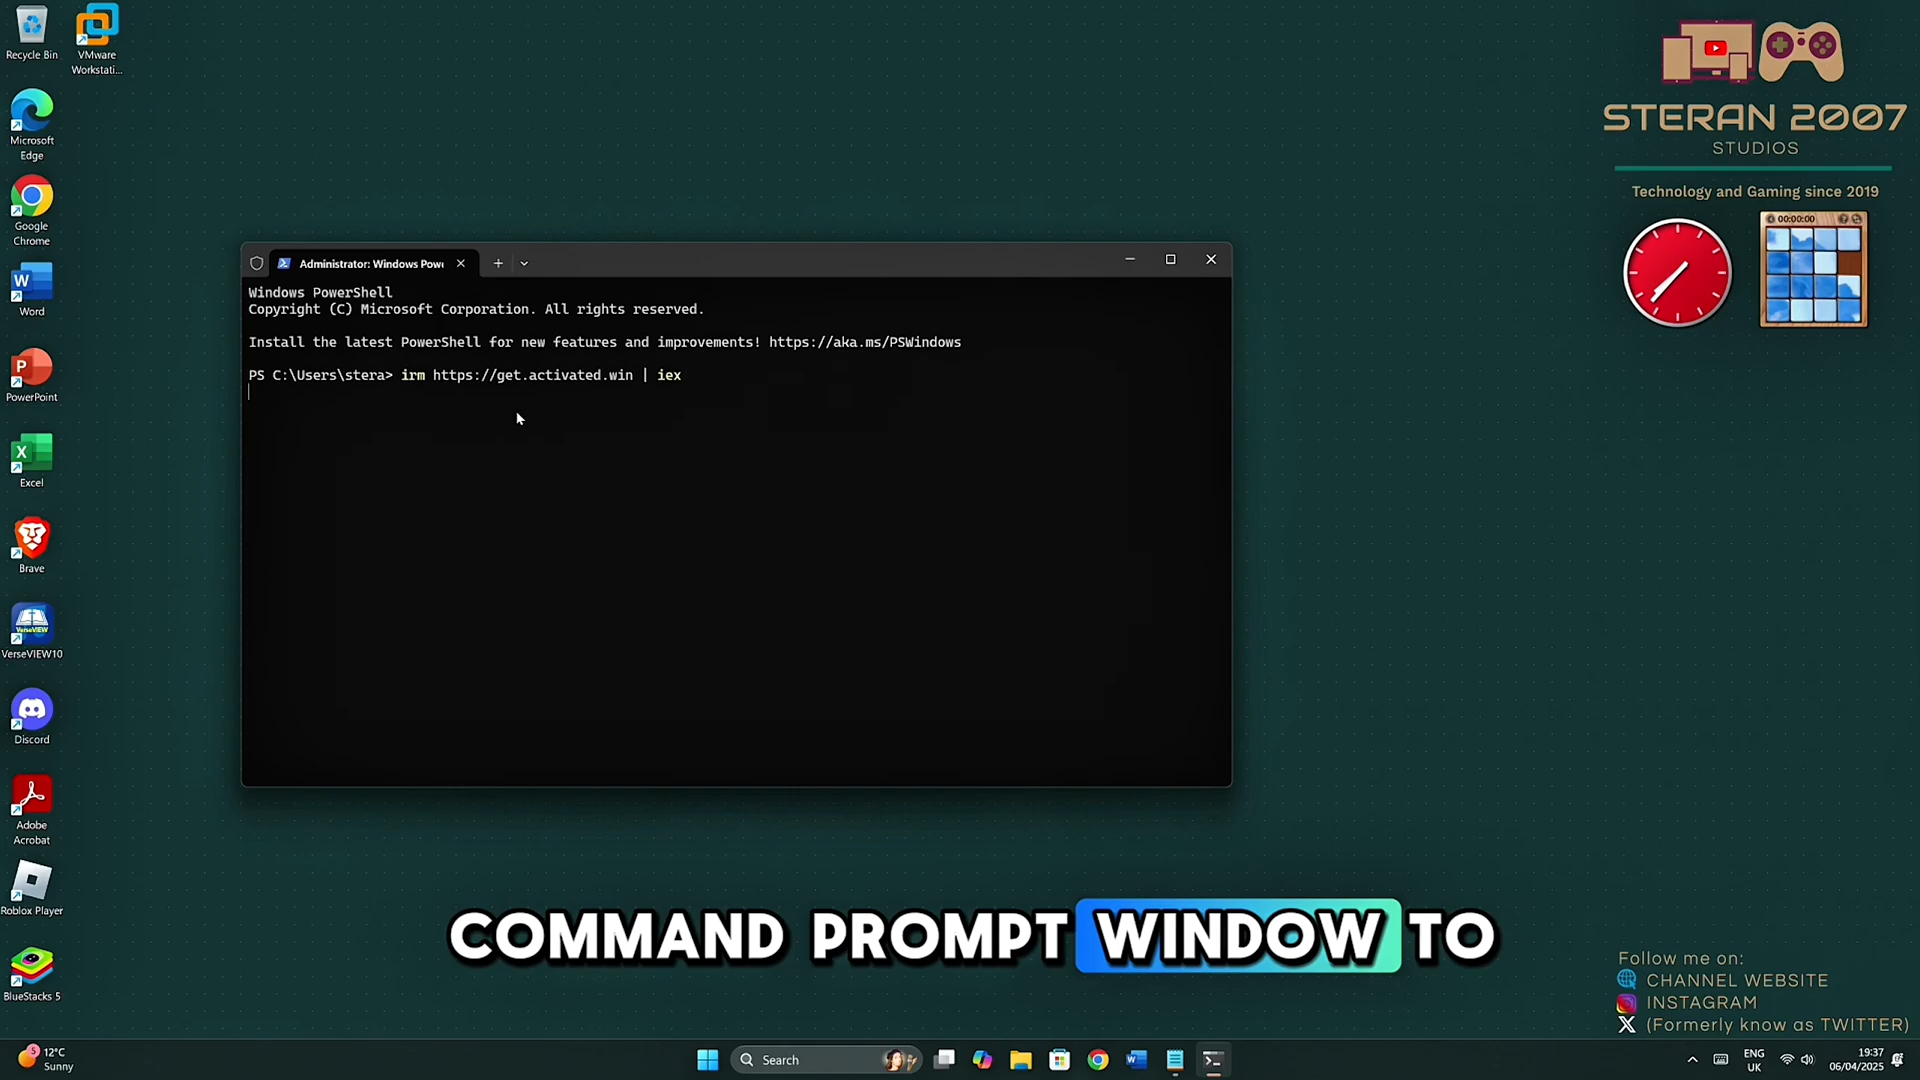 Recycle Bin
VMware
Workstati...
Microsoft
Edge
Google
Chrome
Word
PowerPoint
Excel
Brave
VerseVIEW
VerseVIEW10
Discord
Adobe
Acrobat
Roblox Player
BlueStacks 5
STERAN 2007
STUDIOS
Technology and Gaming since 2019
00:00:00
Administrator: Windows Powe
Windows PowerShell
Copyright (C) Microsoft Corporation. All rights reserved.
Install the latest PowerShell for new features and improvements! https://aka.ms/PSWindows
PS C:\Users\stera> irm https://get.activated.win | iex
COMMAND PROMPT WINDOW TO
Follow me on:
CHANNEL WEBSITE
INSTAGRAM
X (Formerly know as TWITTER)
5
12°C
Sunny
Search
ENG
UK
19:37
06/04/2025